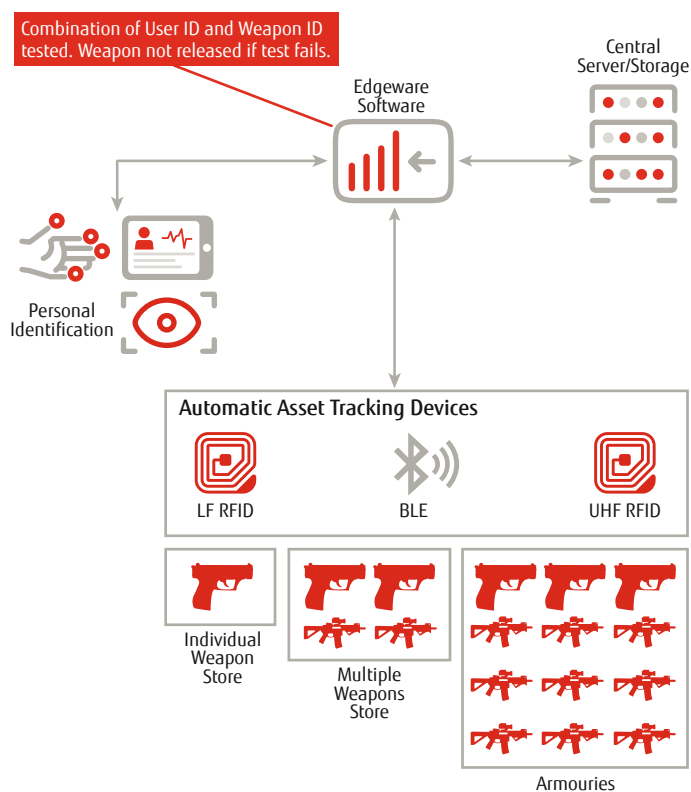 Combination of User ID and Weapon ID
tested. Weapon not released if test fails.
Central
Server/Storage
Edgeware
Software
Personal
Identification
Automatic Asset Tracking Devices
LF RFID
BLE
UHF RFID
Individual
Weapon
Store
Multiple
Weapons
Store
Armouries